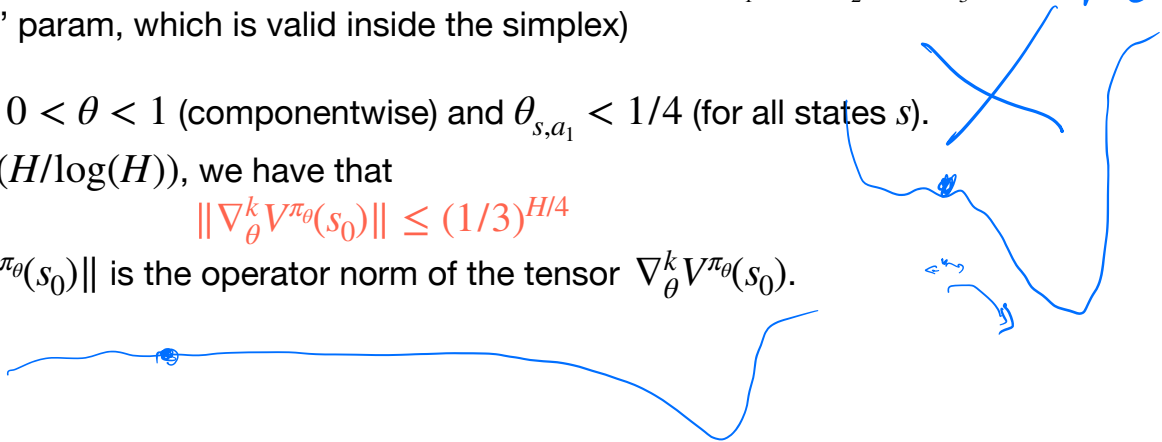 ’ param, which is valid inside the simplex)
0 < θ < 1 (componentwise) and θ_{s,a_1} < 1/4 (for all states s).
(H/log(H)), we have that
‖∇_θ^k V^{π_θ}(s_0)‖ ≤ (1/3)^{H/4}
^{π_θ}(s_0)‖ is the operator norm of the tensor ∇_θ^k V^{π_θ}(s_0).